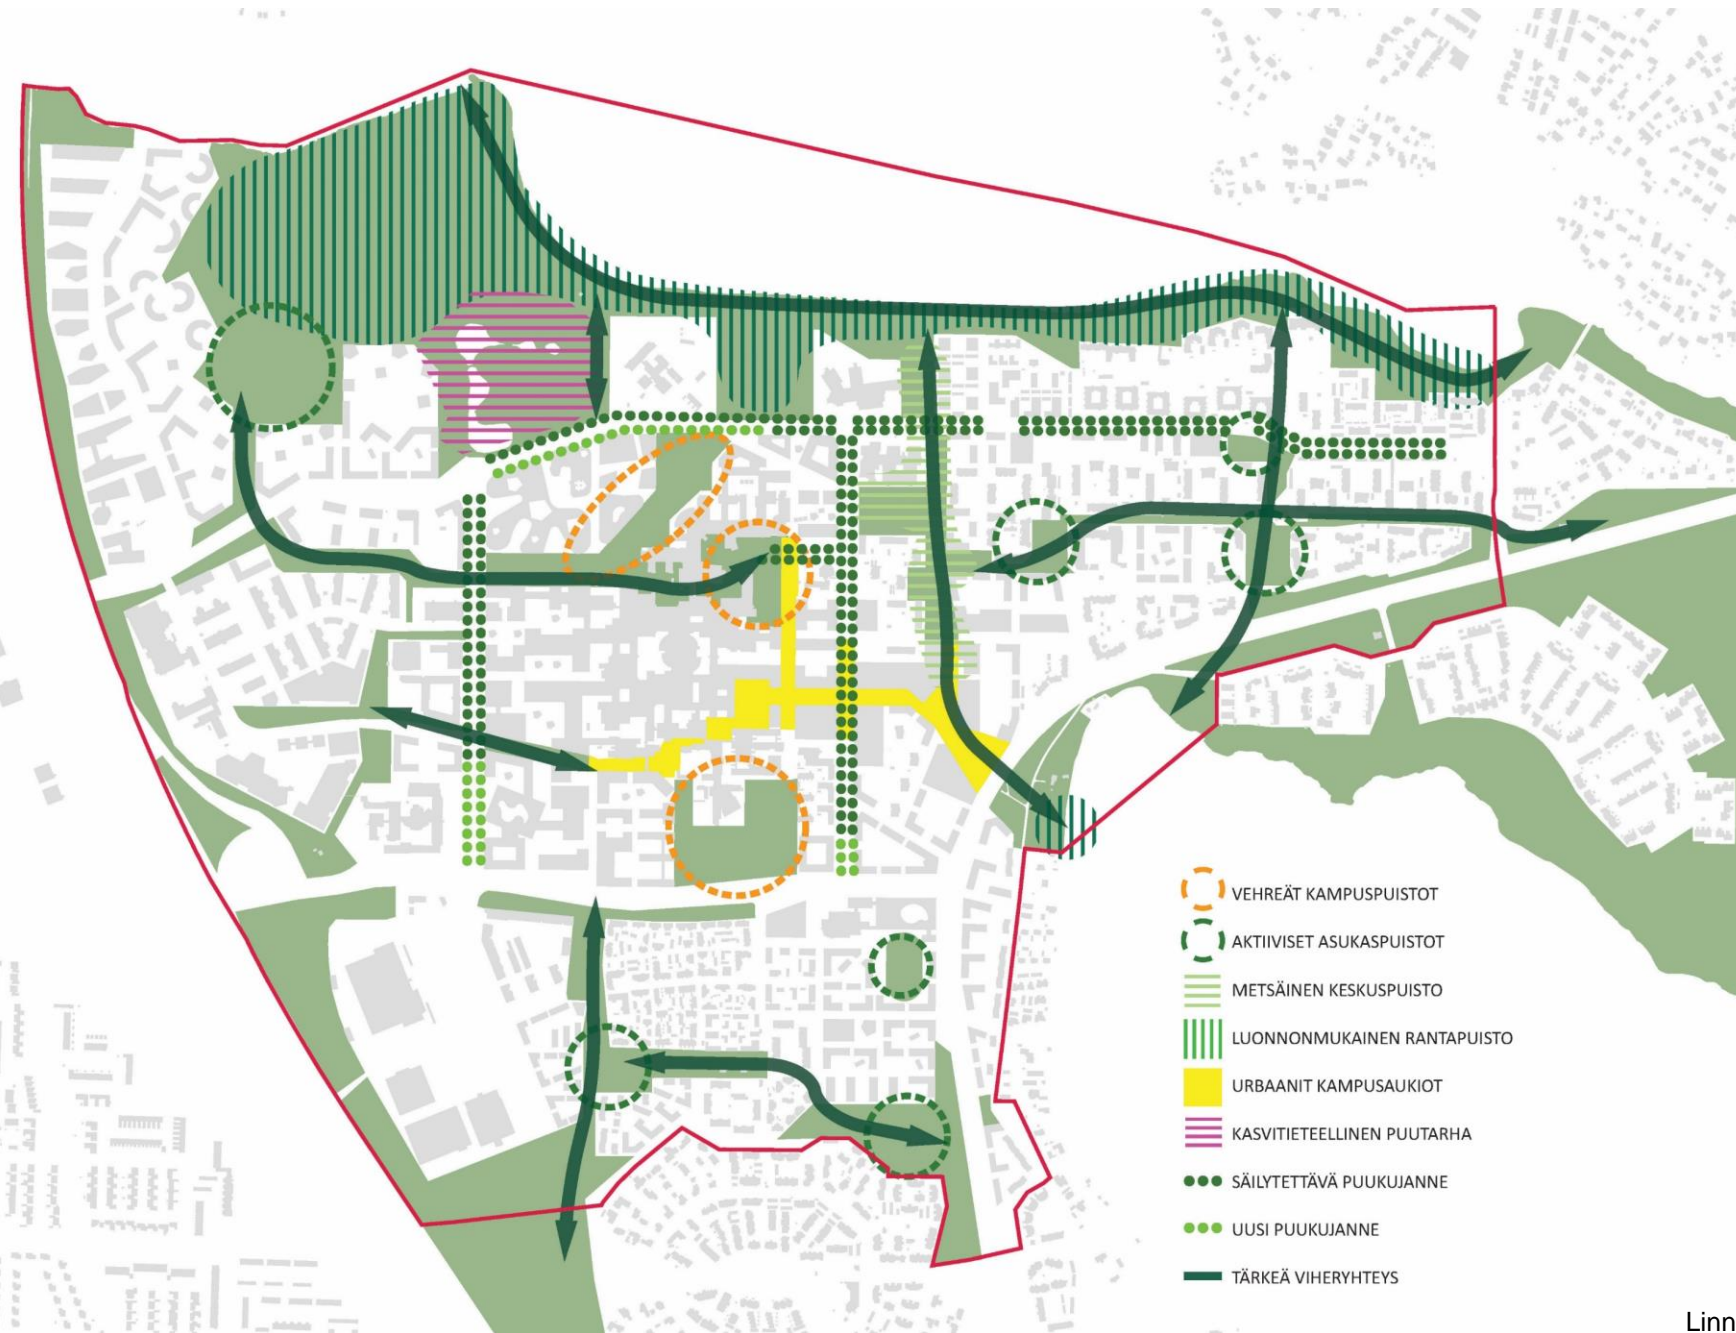 VEHREÄT KAMPUSPUISTOT
AKTIIVISET ASUKASPUISTOT
METSÄINEN KESKUSPUISTO
LUONNONMUKAINEN RANTAPUISTO
URBAANIT KAMPUSAUKIOT
KASVITIETEELLINEN PUUTARHA
SÄILYTETTÄVÄ PUUKUJANNE
UUSI PUUKUJANNE
TÄRKEÄ VIHERYHTEYS
Linn